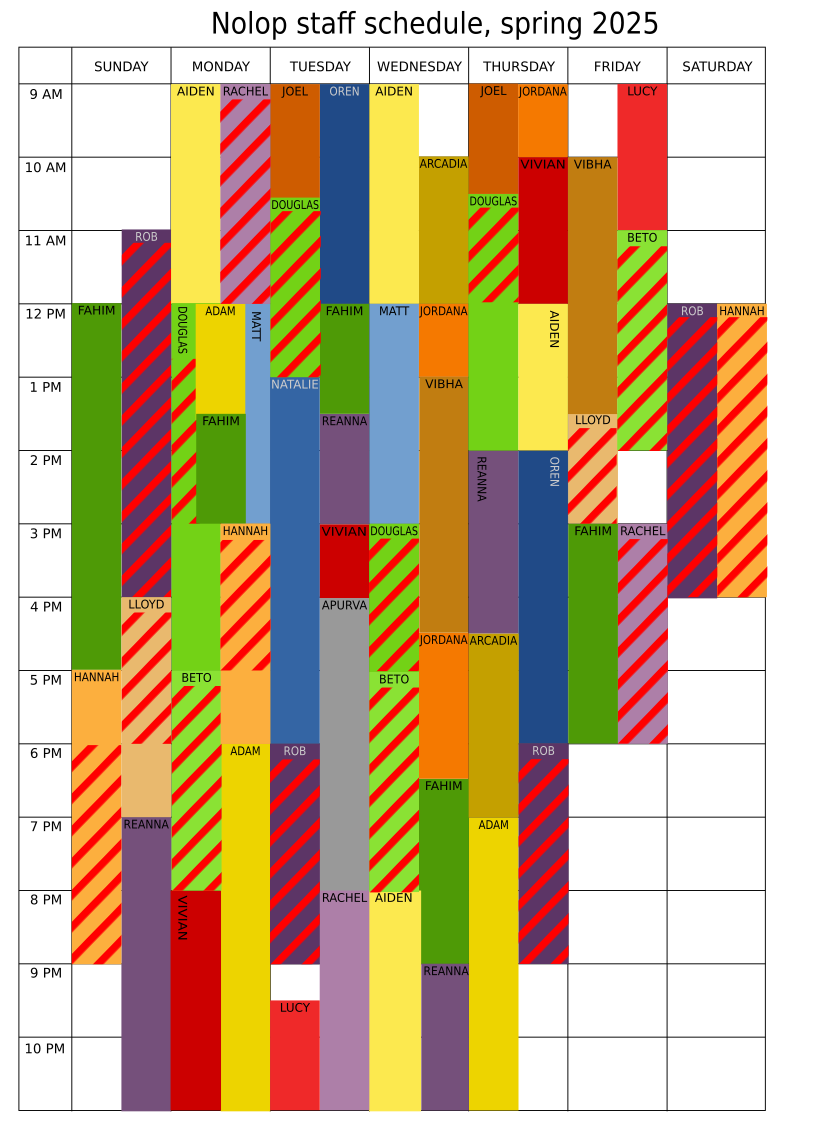 Nolop staff schedule, spring 2025
SUNDAY MONDAY TUESDAY WEDNESDAY THURSDAY FRIDAY SATURDAY
9 AM AIDEN RACHEL JOEL OREN AIDEN JOEL JORDANA LUCY
10 AM ARCADIA VIVIAN VIBHA
DOUGLAS DOUGLAS
11 AM ROB BETO
12 PM FAHIM DOUGLAS ADAM MATT FAHIM MATT JORDANA AIDEN ROB HANNAH
1 PM NATALIE VIBHA
FAHIM REANNA LLOYD
2 PM REANNA OREN
3 PM HANNAH VIVIAN DOUGLAS FAHIM RACHEL
4 PM LLOYD APURVA
JORDANA ARCADIA
5 PM HANNAH BETO BETO
6 PM ADAM ROB ROB
FAHIM
7 PM REANNA ADAM
8 PM VIVIAN RACHEL AIDEN
9 PM REANNA
LUCY
10 PM